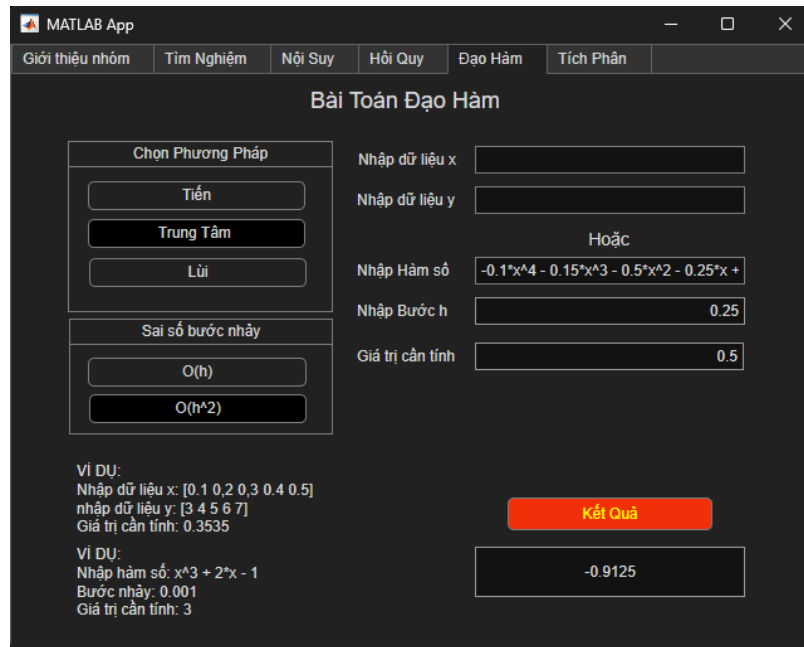 MATLAB App
Giới thiệu nhóm
Tìm Nghiệm
Nội Suy
Hồi Quy
Đạo Hàm
Tích Phân
Bài Toán Đạo Hàm
Chọn Phương Pháp
Tiến
Trung Tâm
Lùi
Sai số bước nhảy
O(h)
O(h^2)
Nhập dữ liệu x
Nhập dữ liệu y
Hoặc
Nhập Hàm số
-0.1*x^4 - 0.15*x^3 - 0.5*x^2 - 0.25*x +
Nhập Bước h
0.25
Giá trị cần tính
0.5
VÍ DỤ:
Nhập dữ liệu x: [0.1 0,2 0,3 0.4 0.5]
nhập dữ liệu y: [3 4 5 6 7]
Giá trị cần tính: 0.3535
VÍ DỤ:
Nhập hàm số: x^3 + 2*x - 1
Bước nhảy: 0.001
Giá trị cần tính: 3
Kết Quả
-0.9125